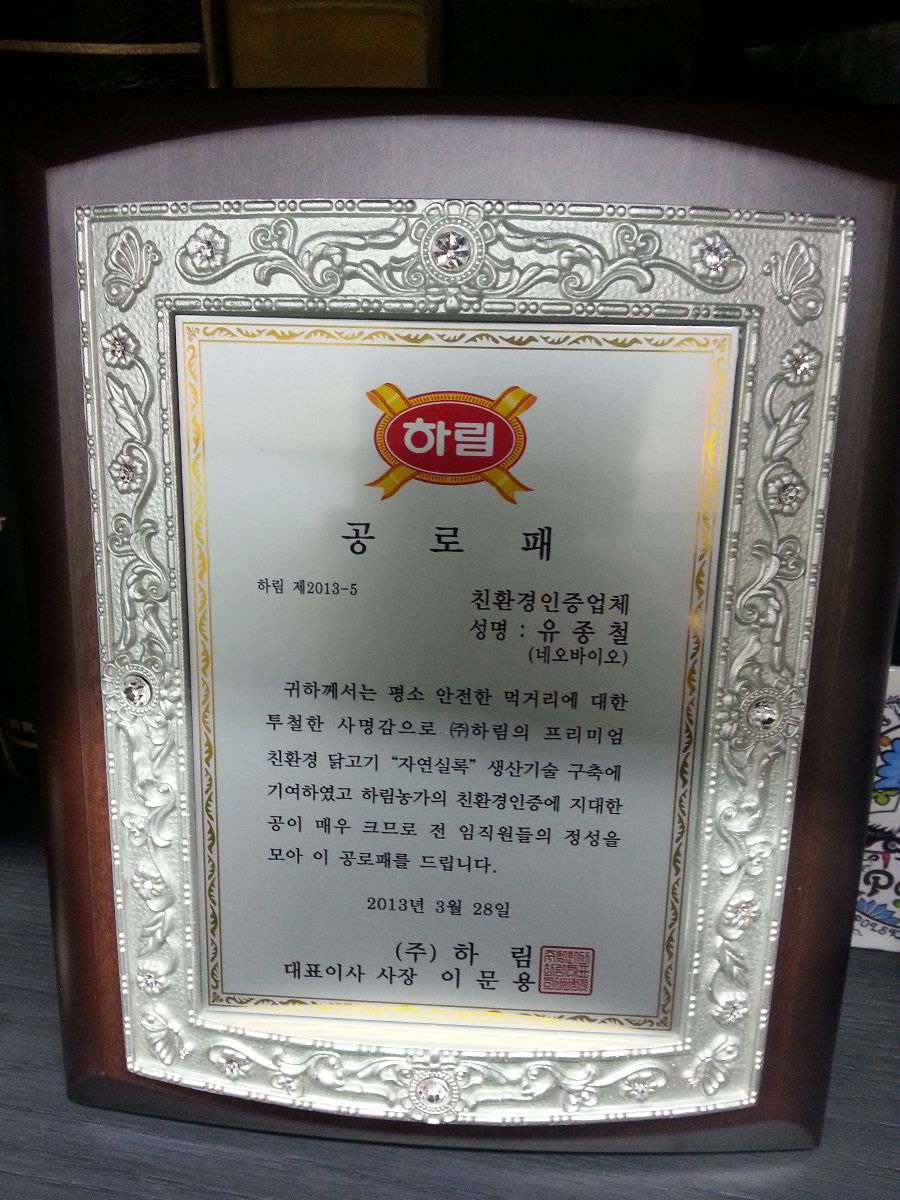 하림
공 로 패
하림 제2013-5
친환경인증업체
성명 : 유 종 철
(네오바이오)
귀하께서는 평소 안전한 먹거리에 대한
투철한 사명감으로 ㈜하림의 프리미엄
친환경 닭고기 “자연실록” 생산기술 구축에
기여하였고 하림농가의 친환경인증에 지대한
공이 매우 크므로 전 임직원들의 정성을
모아 이 공로패를 드립니다.
2013년 3월 28일
(주) 하 림
대표이사 사장 이 문 용